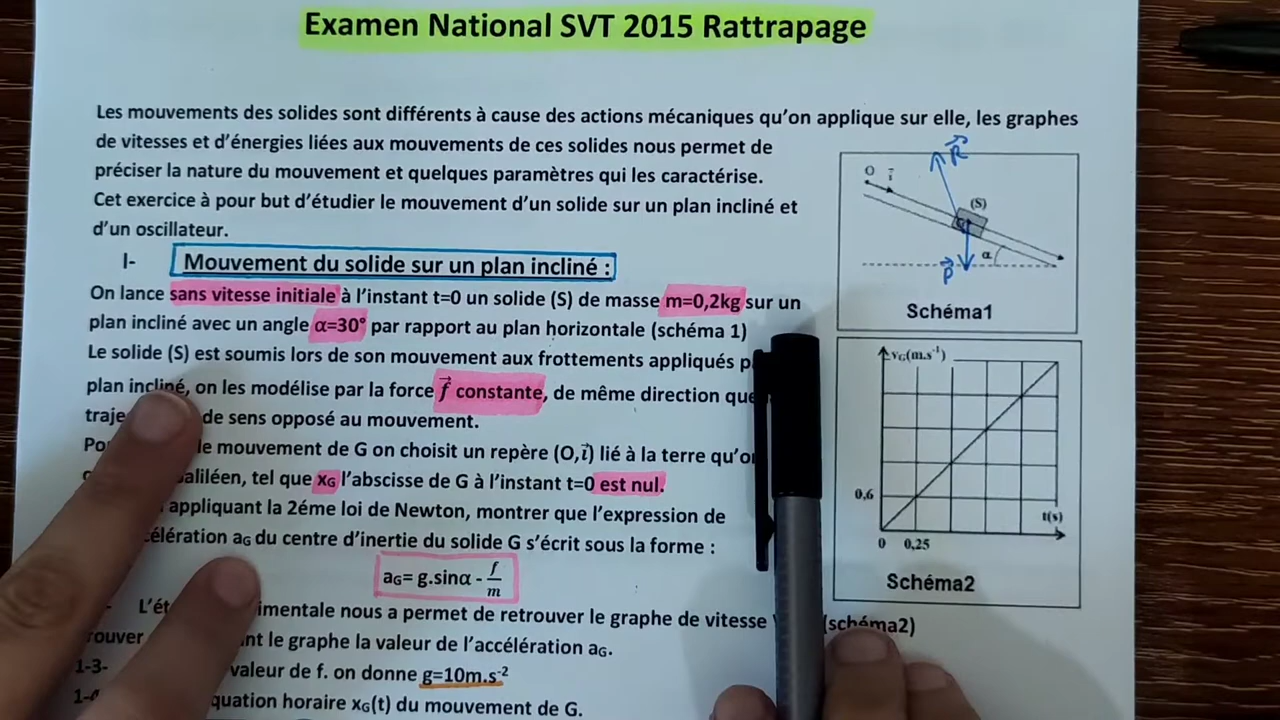 Examen National SVT 2015 Rattrapage
Les mouvements des solides sont différents à cause des actions mécaniques qu'on applique sur elle, les graphes
de vitesses et d'énergies liées aux mouvements de ces solides nous permet de
préciser la nature du mouvement et quelques paramètres qui les caractérise.
Cet exercice à pour but d'étudier le mouvement d'un solide sur un plan incliné et
d'un oscillateur.
I- Mouvement du solide sur un plan incliné :
On lance sans vitesse initiale à l'instant t=0 un solide (S) de masse m=0,2kg sur un
plan incliné avec un angle α=30° par rapport au plan horizontale (schéma 1)
Le solide (S) est soumis lors de son mouvement aux frottements appliqués
plan incliné, on les modélise par la force f⃗ constante, de même direction que
de sens opposé au mouvement.
le mouvement de G on choisit un repère (O,i⃗) lié à la terre
tel que xG l'abscisse de G à l'instant t=0 est nul.
appliquant la 2éme loi de Newton, montrer que l'expression de
aG du centre d'inertie du solide G s'écrit sous la forme :
aG= g.sinα - f/m
nous a permet de retrouver le graphe de vitesse (schéma2)
le graphe la valeur de l'accélération aG.
1-3- valeur de f. on donne g=10m.s-2
horaire xG(t) du mouvement de G.
R⃗
O i⃗
(S)
G
α
P⃗
Schéma1
vG(m.s-1)
0,6
t(s)
0 0,25
Schéma2